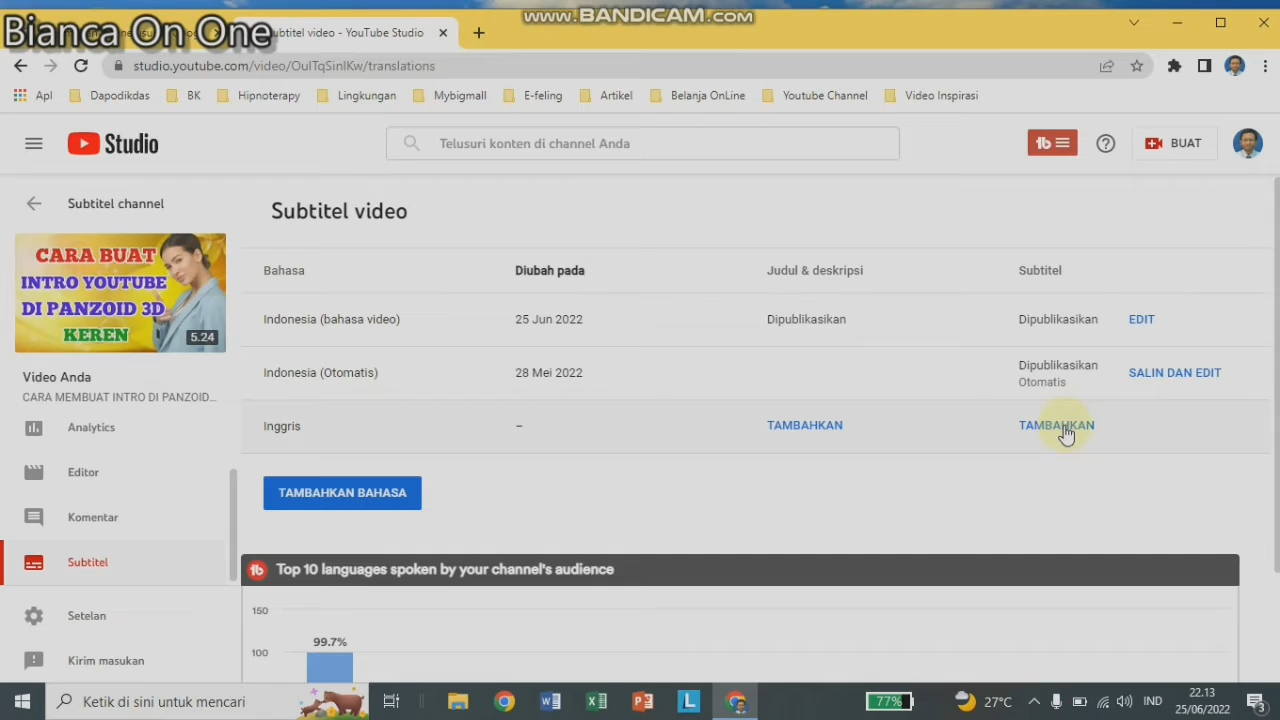 www.BANDICAM.com
Bianca On One
ubtitel video - YouTube Studio
studio.youtube.com/video/OulTqSinIKw/translations
Apl
Dapodikdas
BK
Hipnoterapy
Lingkungan
Mybigmall
E-feling
Artikel
Belanja OnLine
Youtube Channel
Video Inspirasi
Studio
Telusuri konten di channel Anda
BUAT
Subtitel channel
Subtitel video
CARA BUAT
INTRO YOUTUBE
DI PANZOID 3D
KEREN
5.24
Bahasa Diubah pada Judul & deskripsi Subtitel
Indonesia (bahasa video) 25 Jun 2022 Dipublikasikan Dipublikasikan EDIT
Indonesia (Otomatis) 28 Mei 2022 Dipublikasikan SALIN DAN EDIT
Otomatis
Inggris – TAMBAHKAN TAMBAHKAN
TAMBAHKAN BAHASA
Video Anda
CARA MEMBUAT INTRO DI PANZOID...
Analytics
Editor
Komentar
Subtitel
Setelan
Kirim masukan
tb Top 10 languages spoken by your channel's audience
150
99.7%
100
Ketik di sini untuk mencari
77%
27°C
IND
22.13
25/06/2022
3